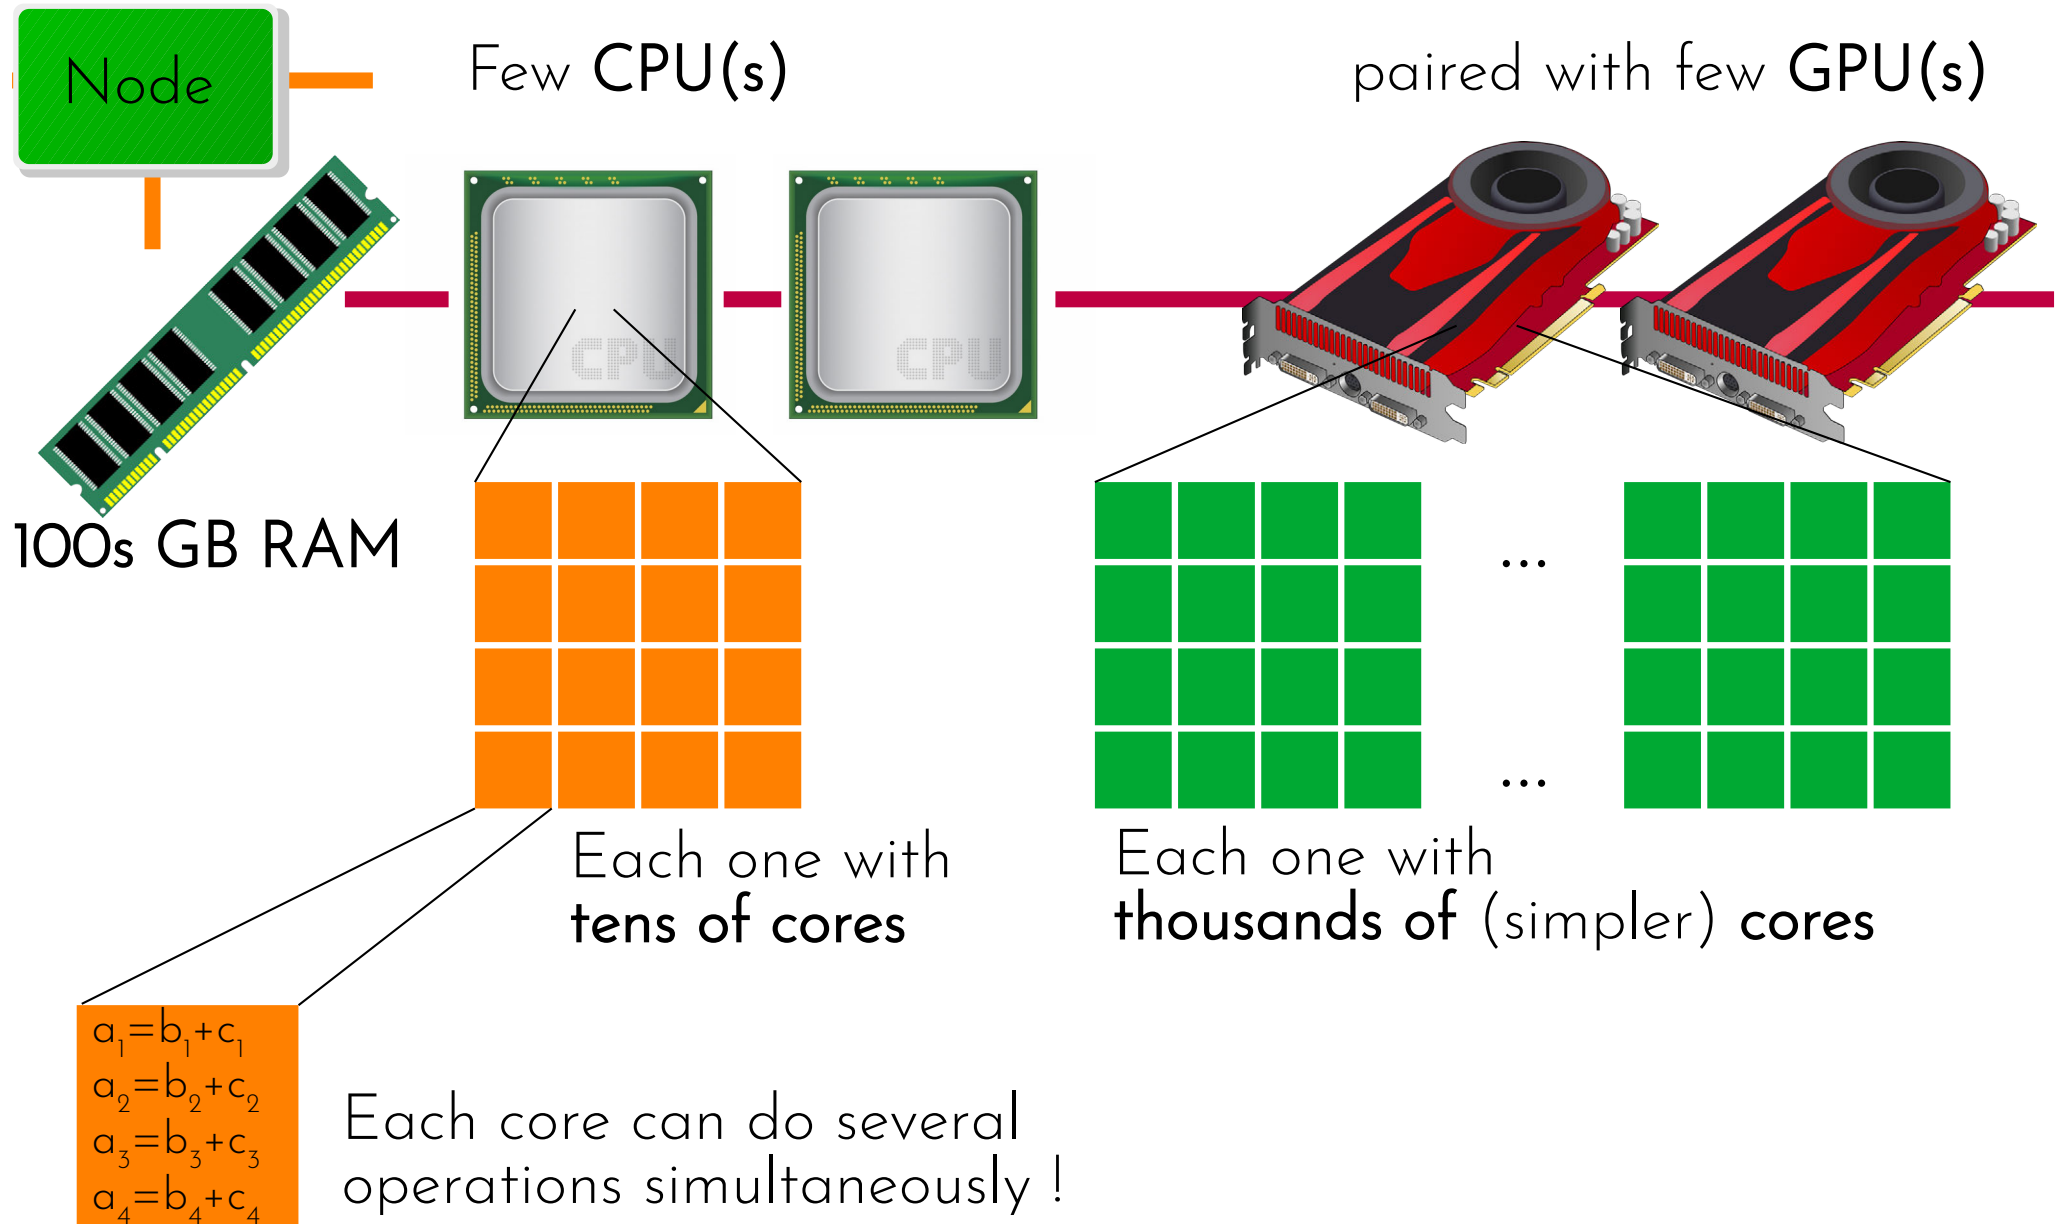 Node
Few CPU(s)
paired with few GPU(s)
CPU
CPU
100s GB RAM
...
...
Each one with
tens of cores
Each one with
thousands of (simpler) cores
a₁=b₁+c₁
a₂=b₂+c₂
a₃=b₃+c₃
a₄=b₄+c₄
Each core can do several
operations simultaneously !